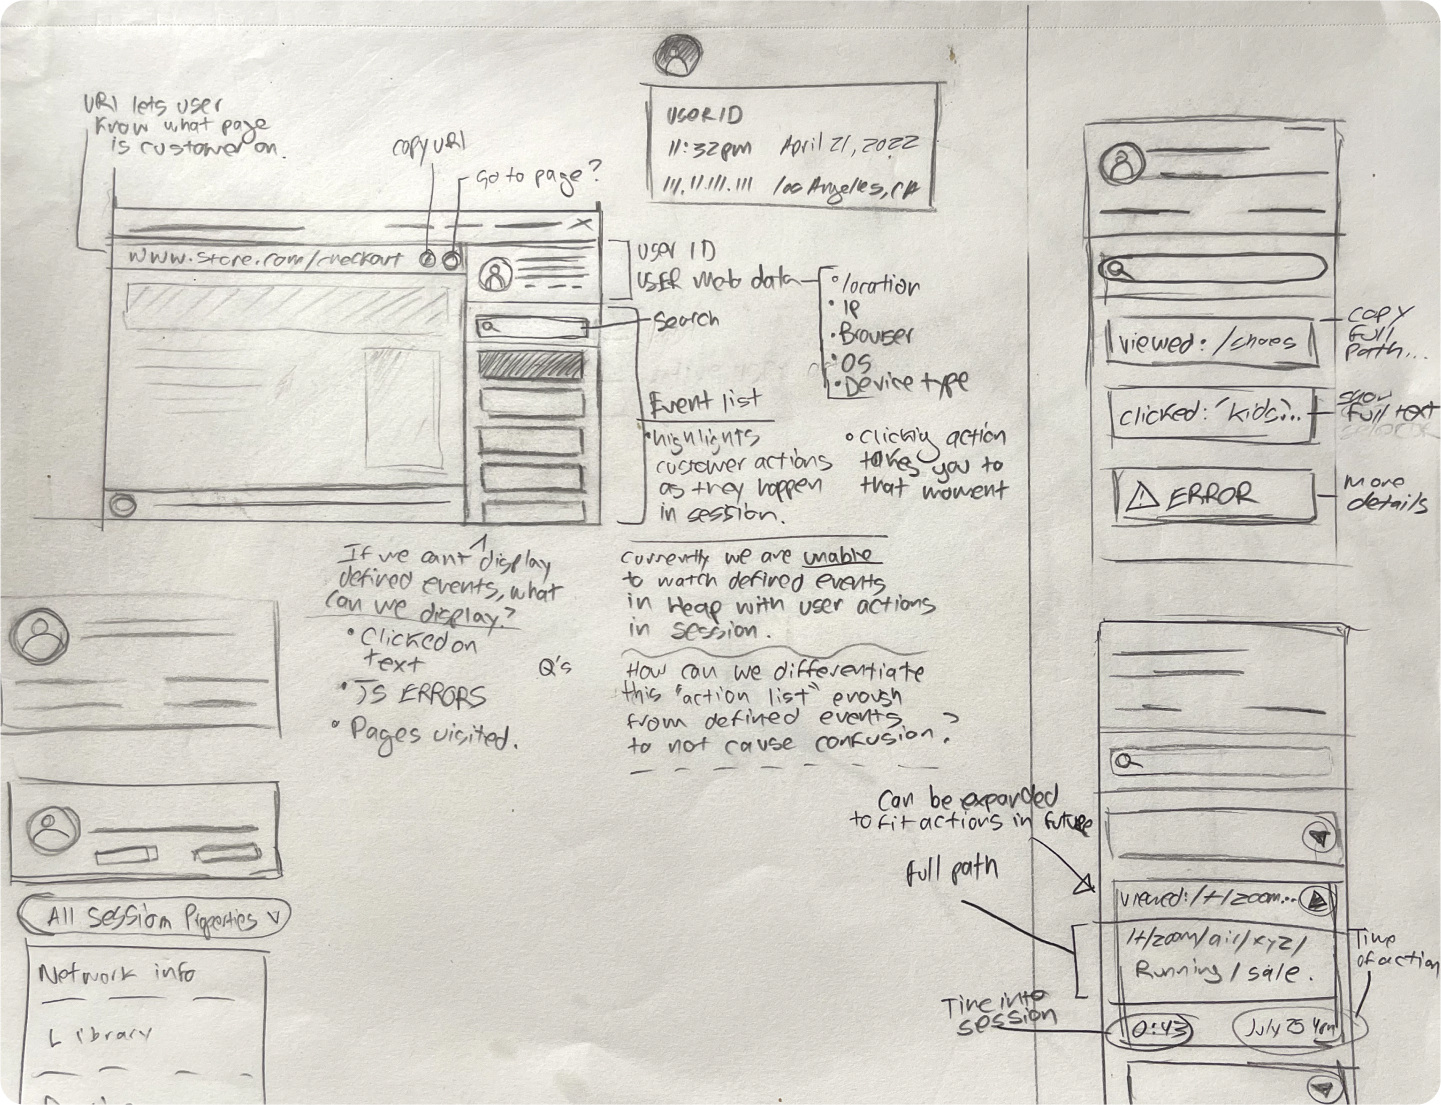 URl lets user
know what page
is customer on.
copy URl
Go to page?
www.store.com/checkout
USER ID
11:32pm April 21, 2022
111.11.111.111 los Angeles, CA
USER ID
USER Meta data
• location
• IP
• Browser
• OS
• Device type
Search
Event list
• highlights
customer actions
as they happen
in session.
• Clicking action
takes you to
that moment
If we cant display
defined events, what
can we display?
• Clicked on
text
• JS ERRORS
• Pages visited.
Currently we are unable
to watch defined events
in Heap with user actions
in session.
Q's
How can we differentiate
this "action list" enough
from defined events
to not cause confusion?
All Session Properties
Network info
Library
viewed: /shoes
copy
full
path...
clicked: "kids"...
show
full text
ERROR
more
details
Can be expanded
to fit actions in future
full path
viewed: /t/zoom...
/t/zoom/air/xyz/
Running/sale.
Time into
session
0:43
July 25 4pm
Time
of action